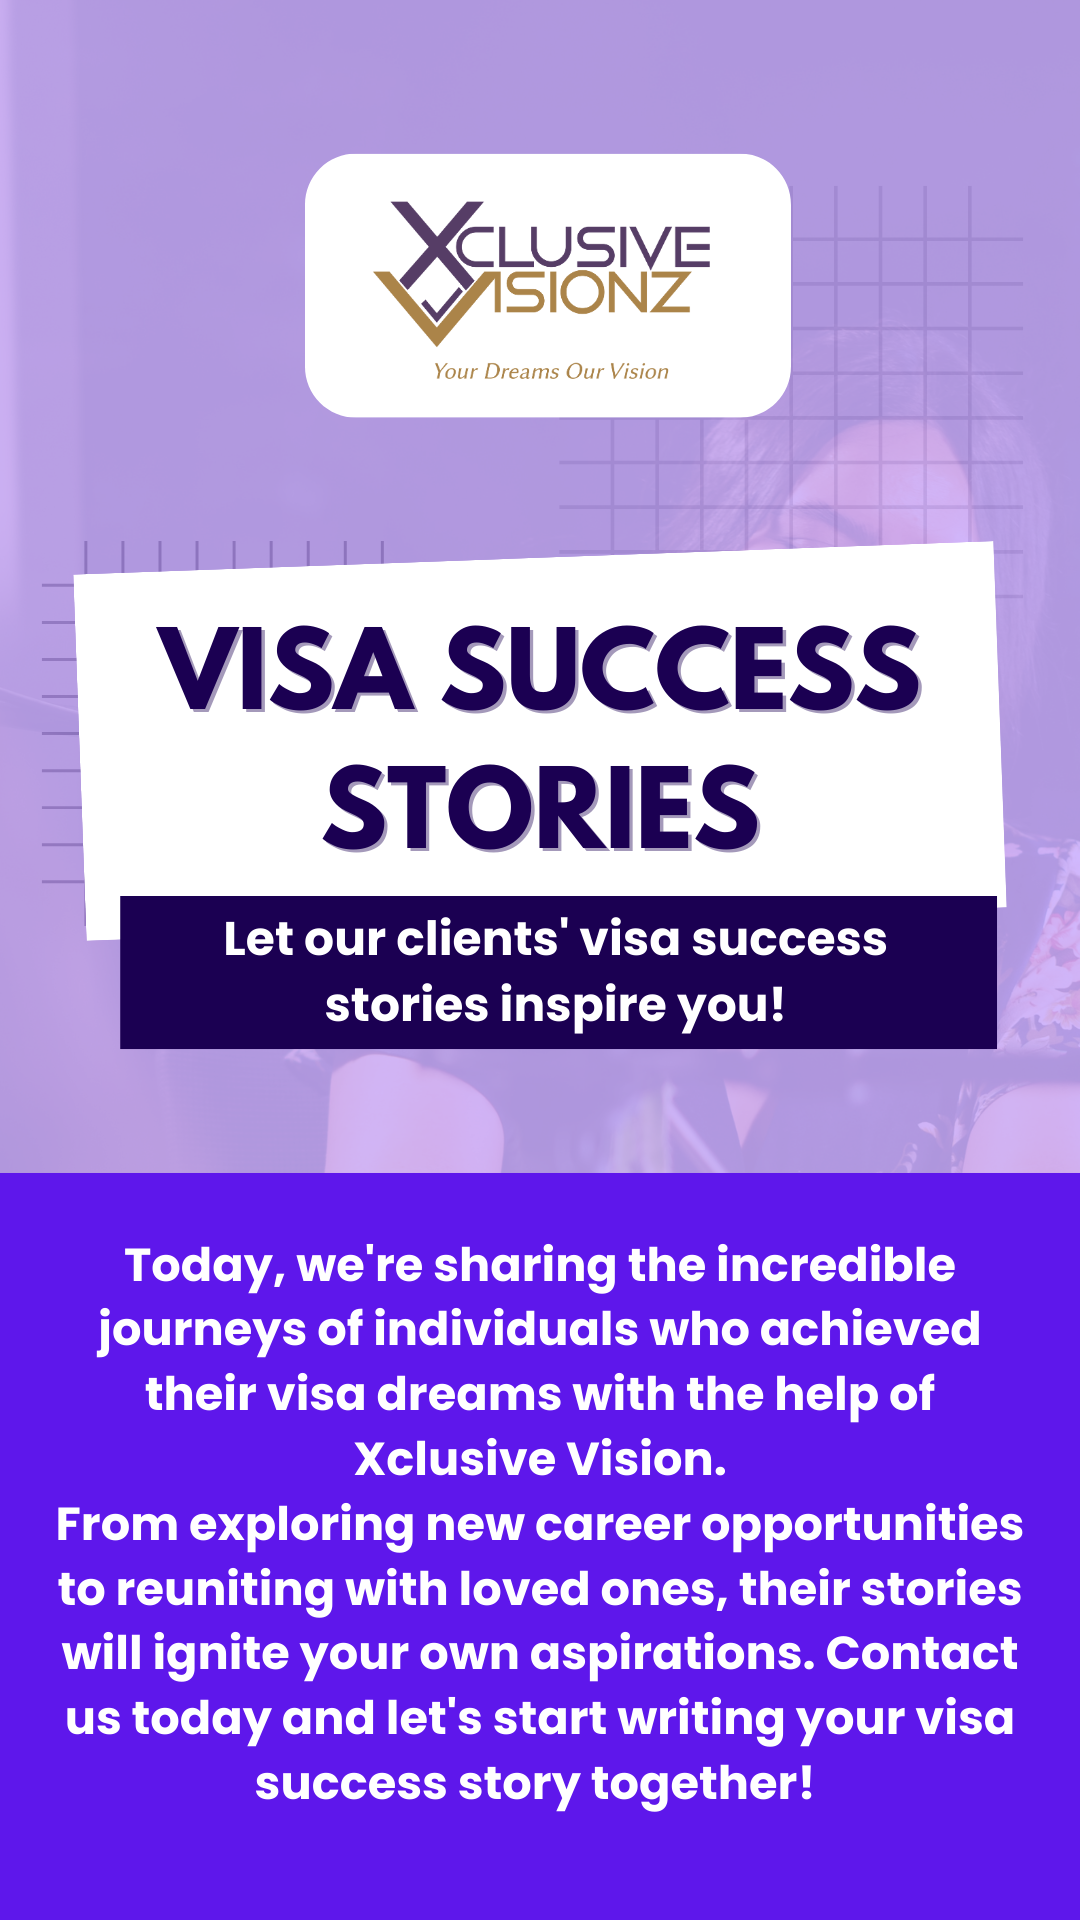 XCLUSIVE
VISIONZ
Your Dreams Our Vision
VISA SUCCESS
STORIES
Let our clients' visa success
stories inspire you!
Today, we're sharing the incredible
journeys of individuals who achieved
their visa dreams with the help of
Xclusive Vision.
From exploring new career opportunities
to reuniting with loved ones, their stories
will ignite your own aspirations. Contact
us today and let's start writing your visa
success story together!